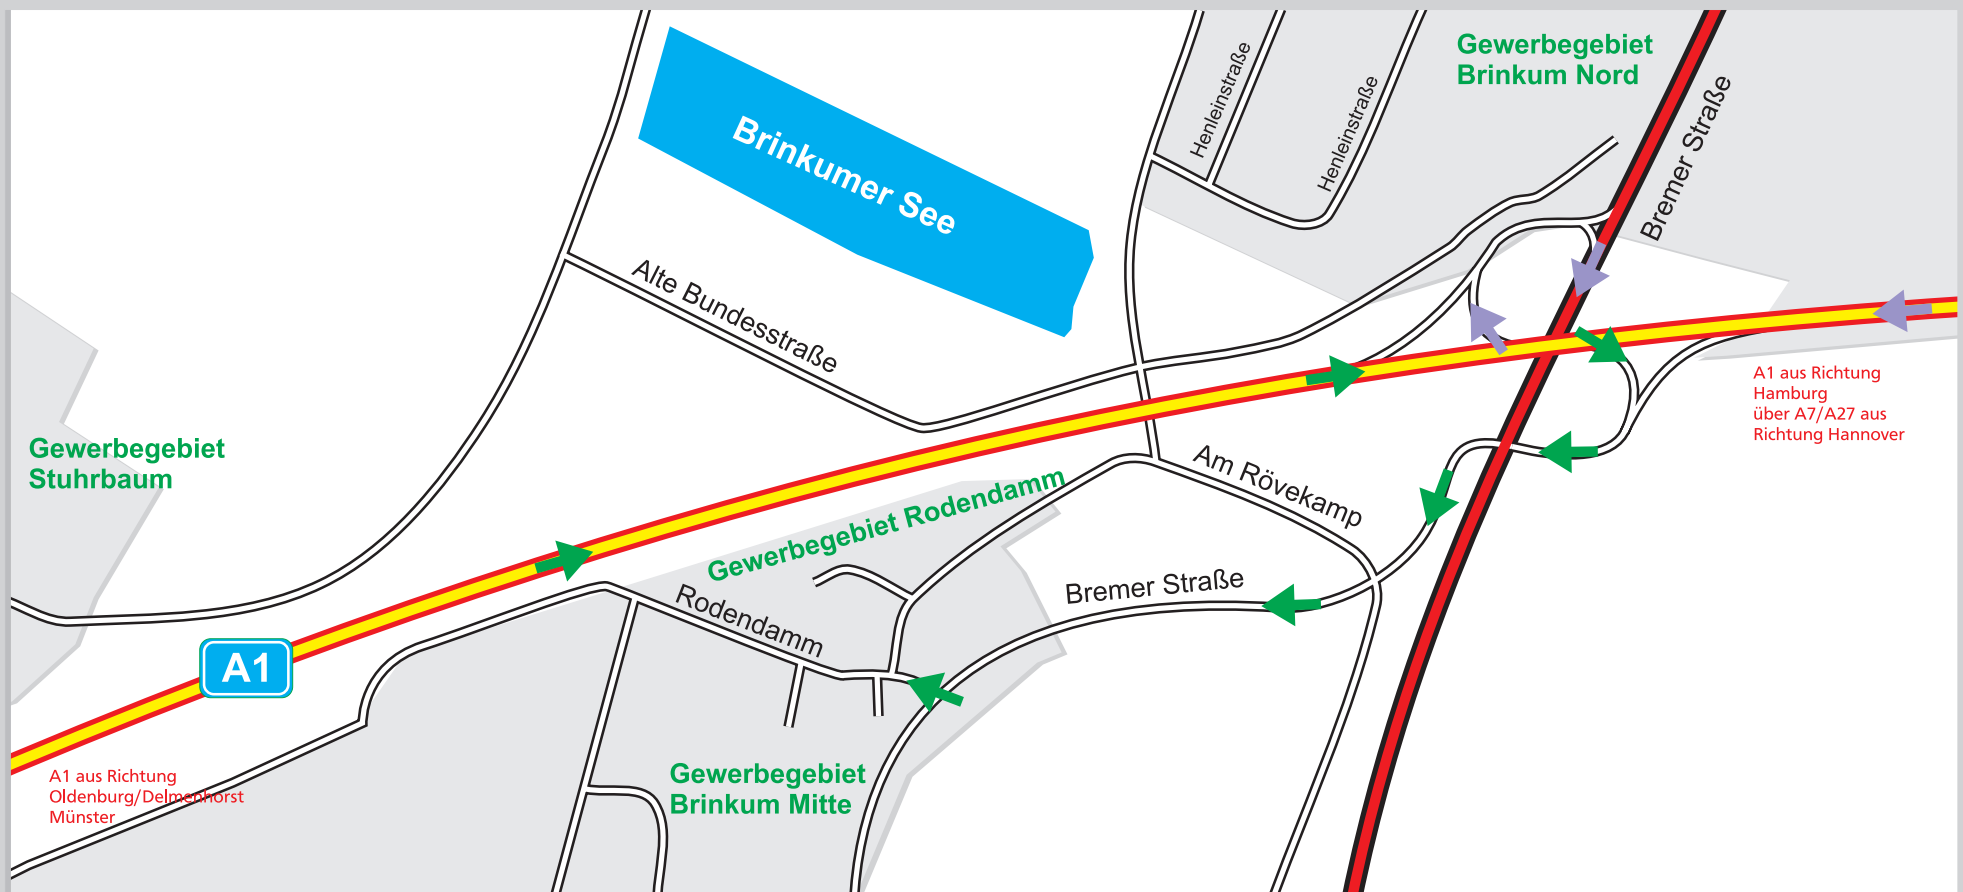 Gewerbegebiet
Brinkum Nord
Henleinstraße
Henleinstraße
Bremer Straße
Brinkumer See
Alte Bundesstraße
A1 aus Richtung
Hamburg
über A7/A27 aus
Richtung Hannover
Gewerbegebiet
Stuhrbaum
Am Rövekamp
Gewerbegebiet Rodendamm
Bremer Straße
Rodendamm
A1
A1 aus Richtung
Oldenburg/Delmenhorst
Münster
Gewerbegebiet
Brinkum Mitte